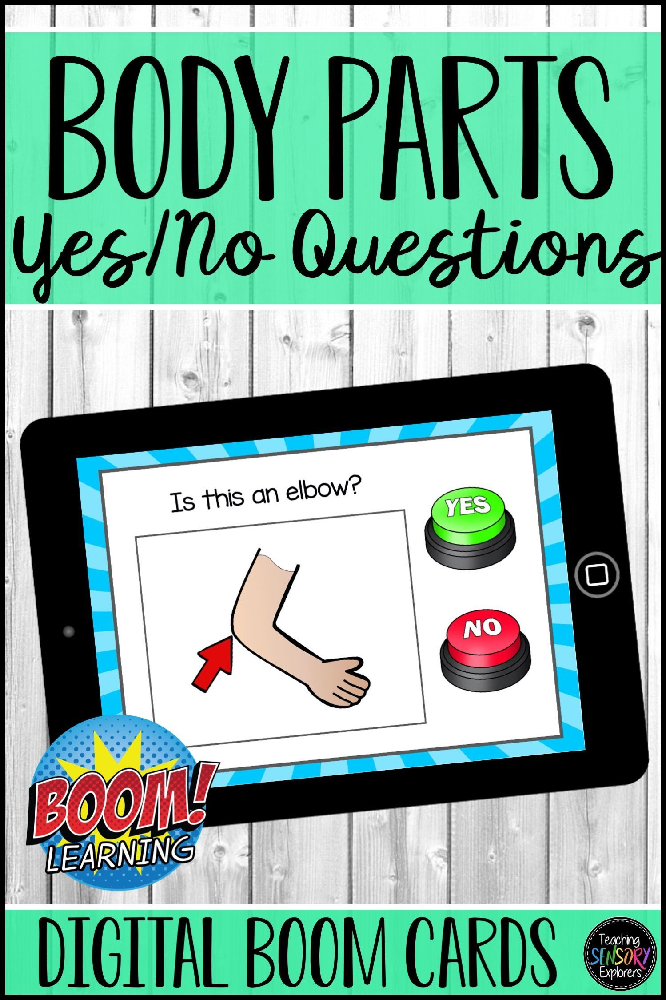 BODY PARTS
Yes/No Questions
Is this an elbow?
YES
NO
BOOM!
LEARNING
DIGITAL BOOM CARDS
Teaching
SENSORY
Explorers